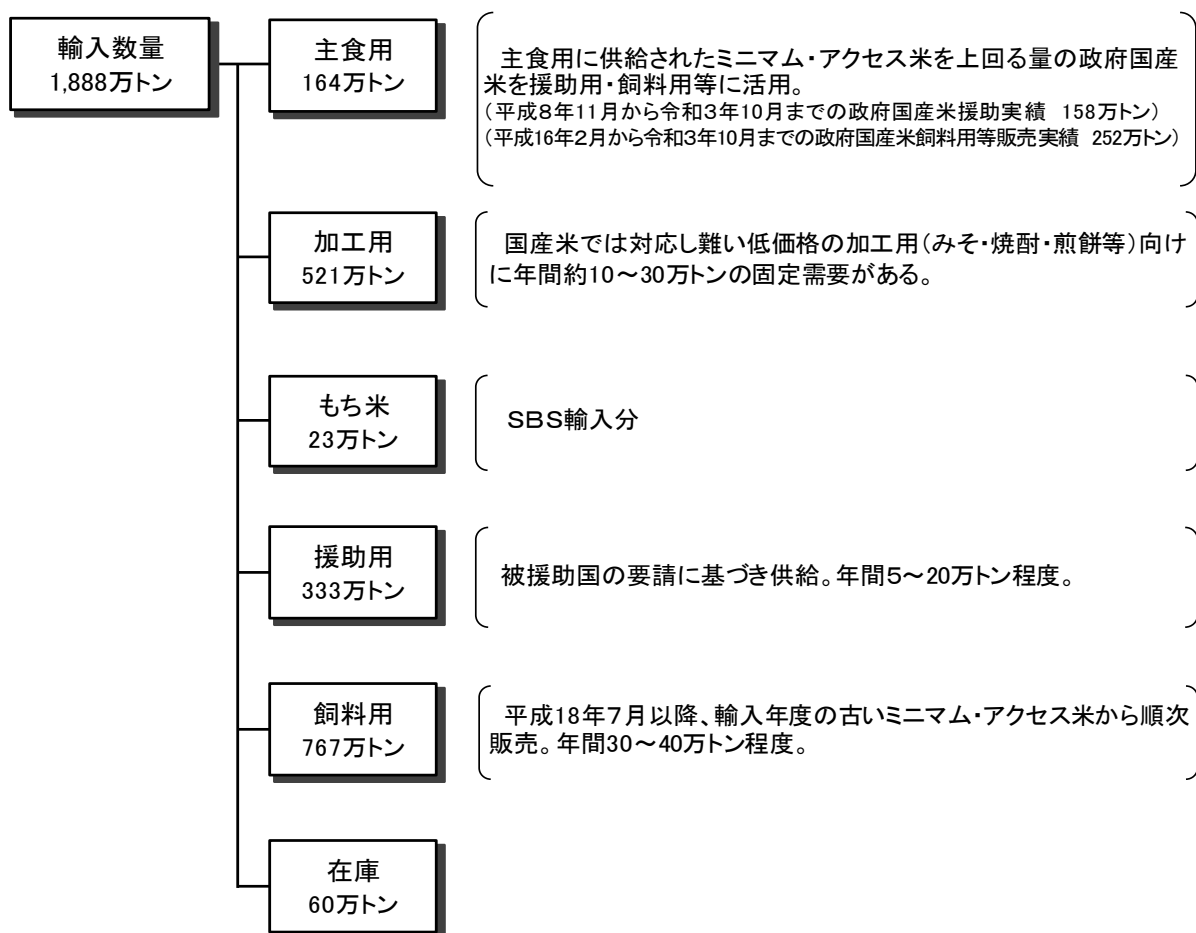 輸入数量
1,888万トン
主食用
164万トン
主食用に供給されたミニマム・アクセス米を上回る量の政府国産
米を援助用・飼料用等に活用。
(平成8年11月から令和3年10月までの政府国産米援助実績 158万トン)
(平成16年2月から令和3年10月までの政府国産米飼料用等販売実績 252万トン)
加工用
521万トン
国産米では対応し難い低価格の加工用(みそ・焼酎・煎餅等)向け
に年間約10～30万トンの固定需要がある。
もち米
23万トン
SBS輸入分
援助用
333万トン
被援助国の要請に基づき供給。年間5～20万トン程度。
飼料用
767万トン
平成18年7月以降、輸入年度の古いミニマム・アクセス米から順次
販売。年間30～40万トン程度。
在庫
60万トン